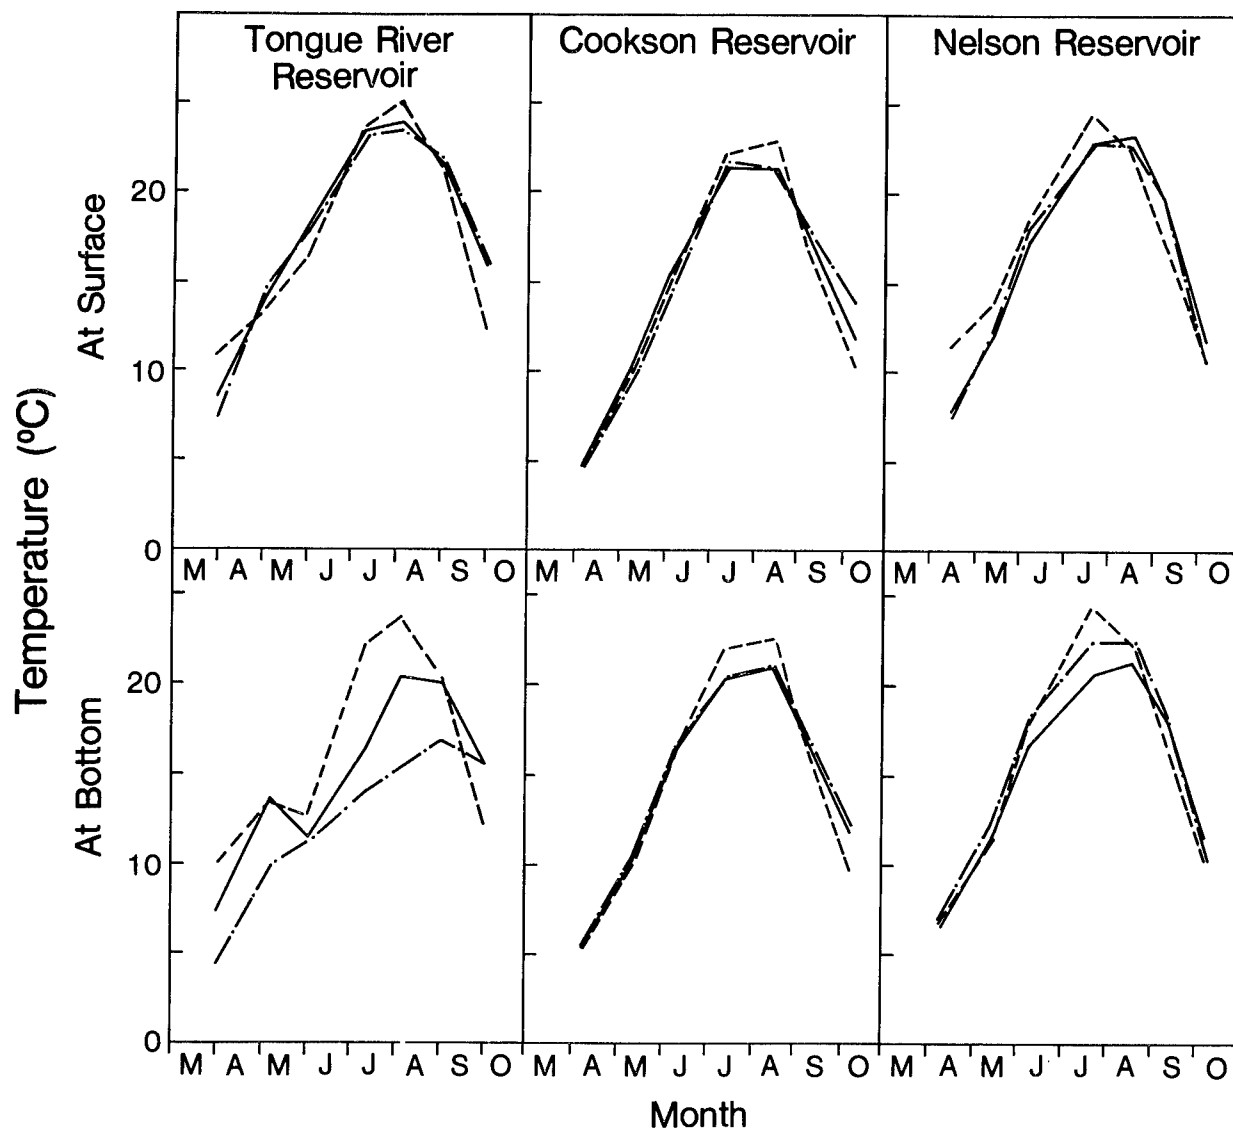 Tongue River
Reservoir
Cookson Reservoir
Nelson Reservoir
Temperature (ºC)
At Surface
20
10
0
M A M J J A S O
M A M J J A S O
M A M J J A S O
At Bottom
20
10
0
M A M J J A S O
M A M J J A S O
M A M J J A S O
Month